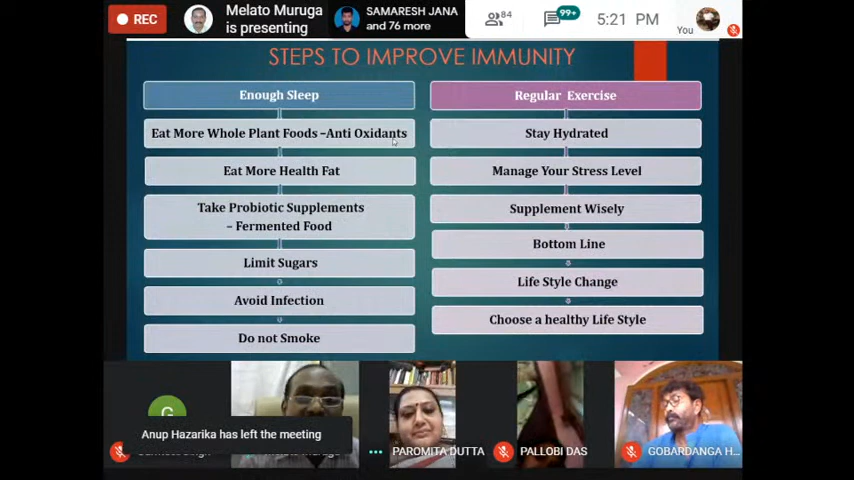 REC
Melato Muruga
is presenting
SAMARESH JANA
and 76 more
84
99+
5:21 PM
You
STEPS TO IMPROVE IMMUNITY
Enough Sleep
Eat More Whole Plant Foods –Anti Oxidants
Eat More Health Fat
Take Probiotic Supplements
– Fermented Food
Limit Sugars
Avoid Infection
Do not Smoke
Regular Exercise
Stay Hydrated
Manage Your Stress Level
Supplement Wisely
Bottom Line
Life Style Change
Choose a healthy Life Style
G
Anup Hazarika has left the meeting
PAROMITA DUTTA
PALLOBI DAS
GOBARDANGA H...